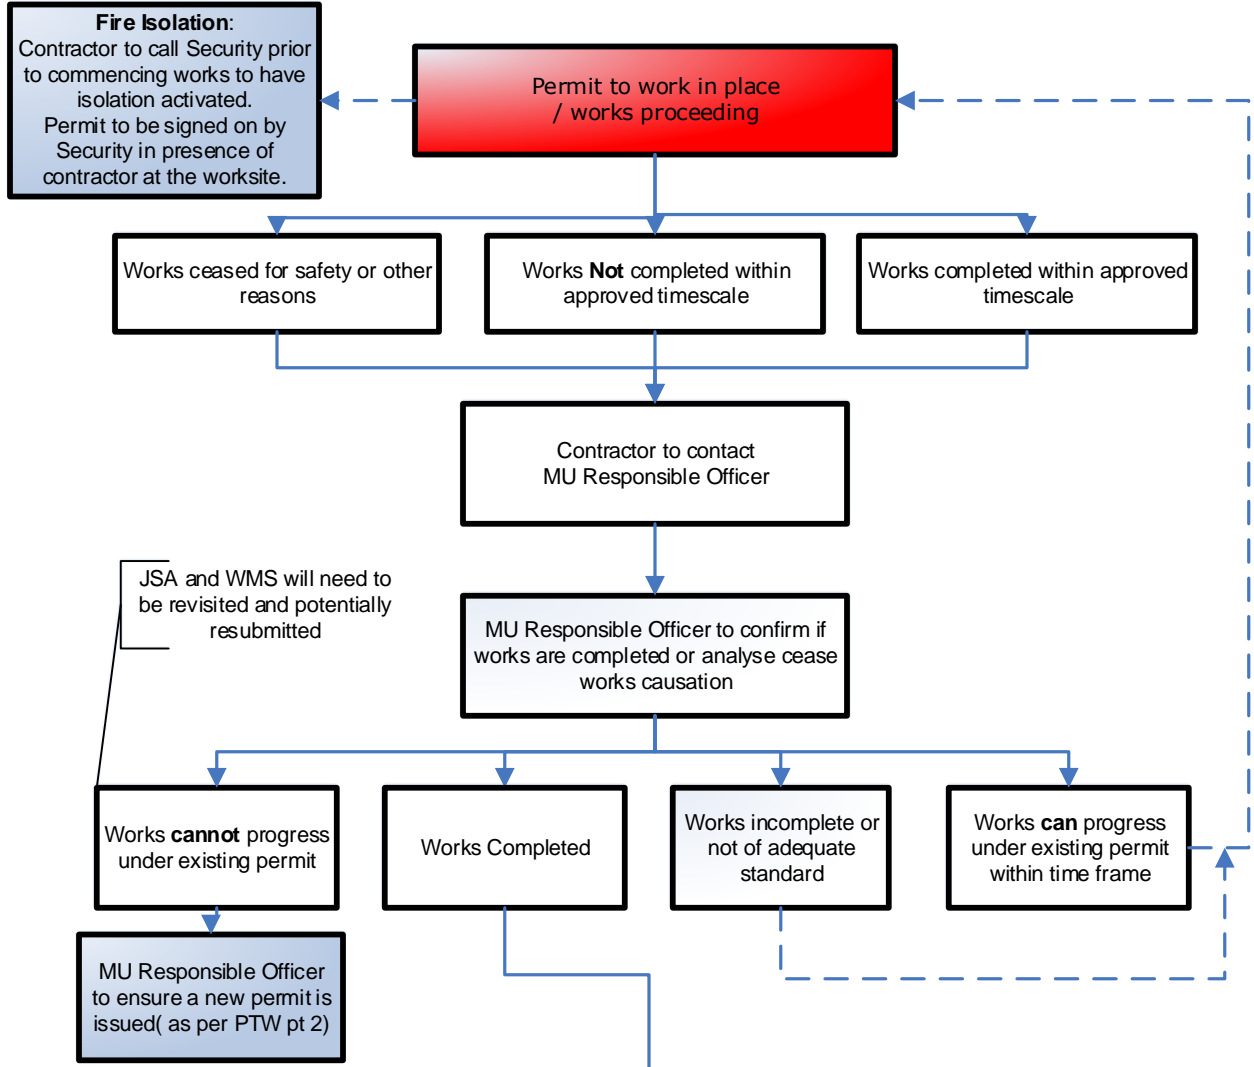 Fire Isolation:
Contractor to call Security prior
to commencing works to have
isolation activated.
Permit to be signed on by
Security in presence of
contractor at the worksite.
Permit to work in place
/ works proceeding
Works ceased for safety or other
reasons
Works Not completed within
approved timescale
Works completed within approved
timescale
Contractor to contact
MU Responsible Officer
JSA and WMS will need to
be revisited and potentially
resubmitted
MU Responsible Officer to confirm if
works are completed or analyse cease
works causation
Works cannot progress
under existing permit
Works Completed
Works incomplete or
not of adequate
standard
Works can progress
under existing permit
within time frame
MU Responsible Officer
to ensure a new permit is
issued( as per PTW pt 2)